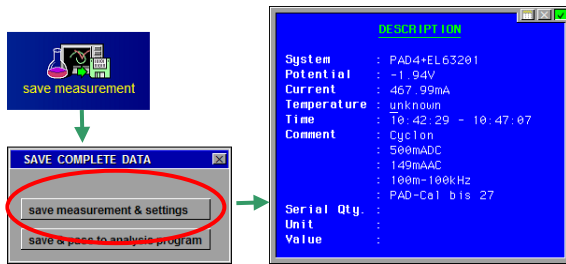 save measurement
SAVE COMPLETE DATA
save measurement & settings
save & pass to analysis program
DESCRIPTION
System : PAD4+EL63201
Potential : -1.94V
Current : 467.99mA
Temperature : unknown
Time : 10:42:29 - 10:47:07
Comment : Cyclon
: 500mADC
: 149mAAC
: 100m-100kHz
: PAD-Cal bis 27
Serial Qty. :
Unit :
Value :